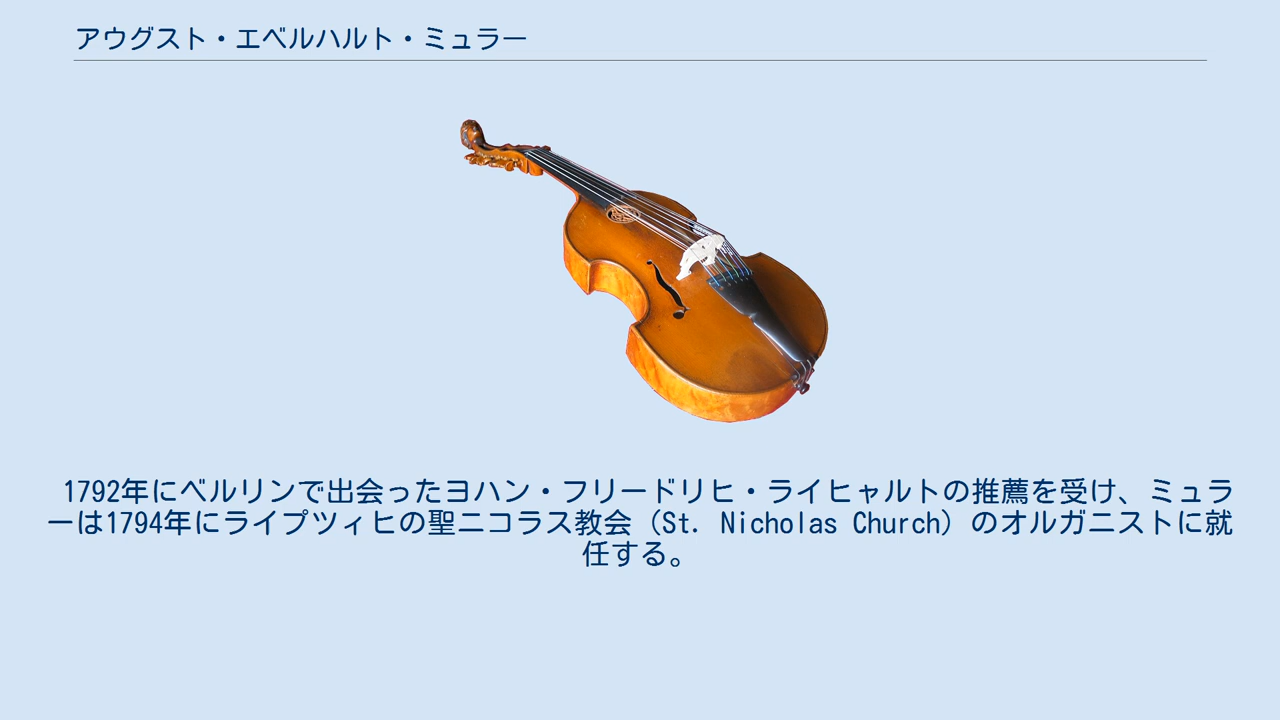 アウグスト・エベルハルト・ミュラー
1792年にベルリンで出会ったヨハン・フリードリヒ・ライヒャルトの推薦を受け、ミュラ
ーは1794年にライプツィヒの聖ニコラス教会（St. Nicholas Church）のオルガニストに就
任する。